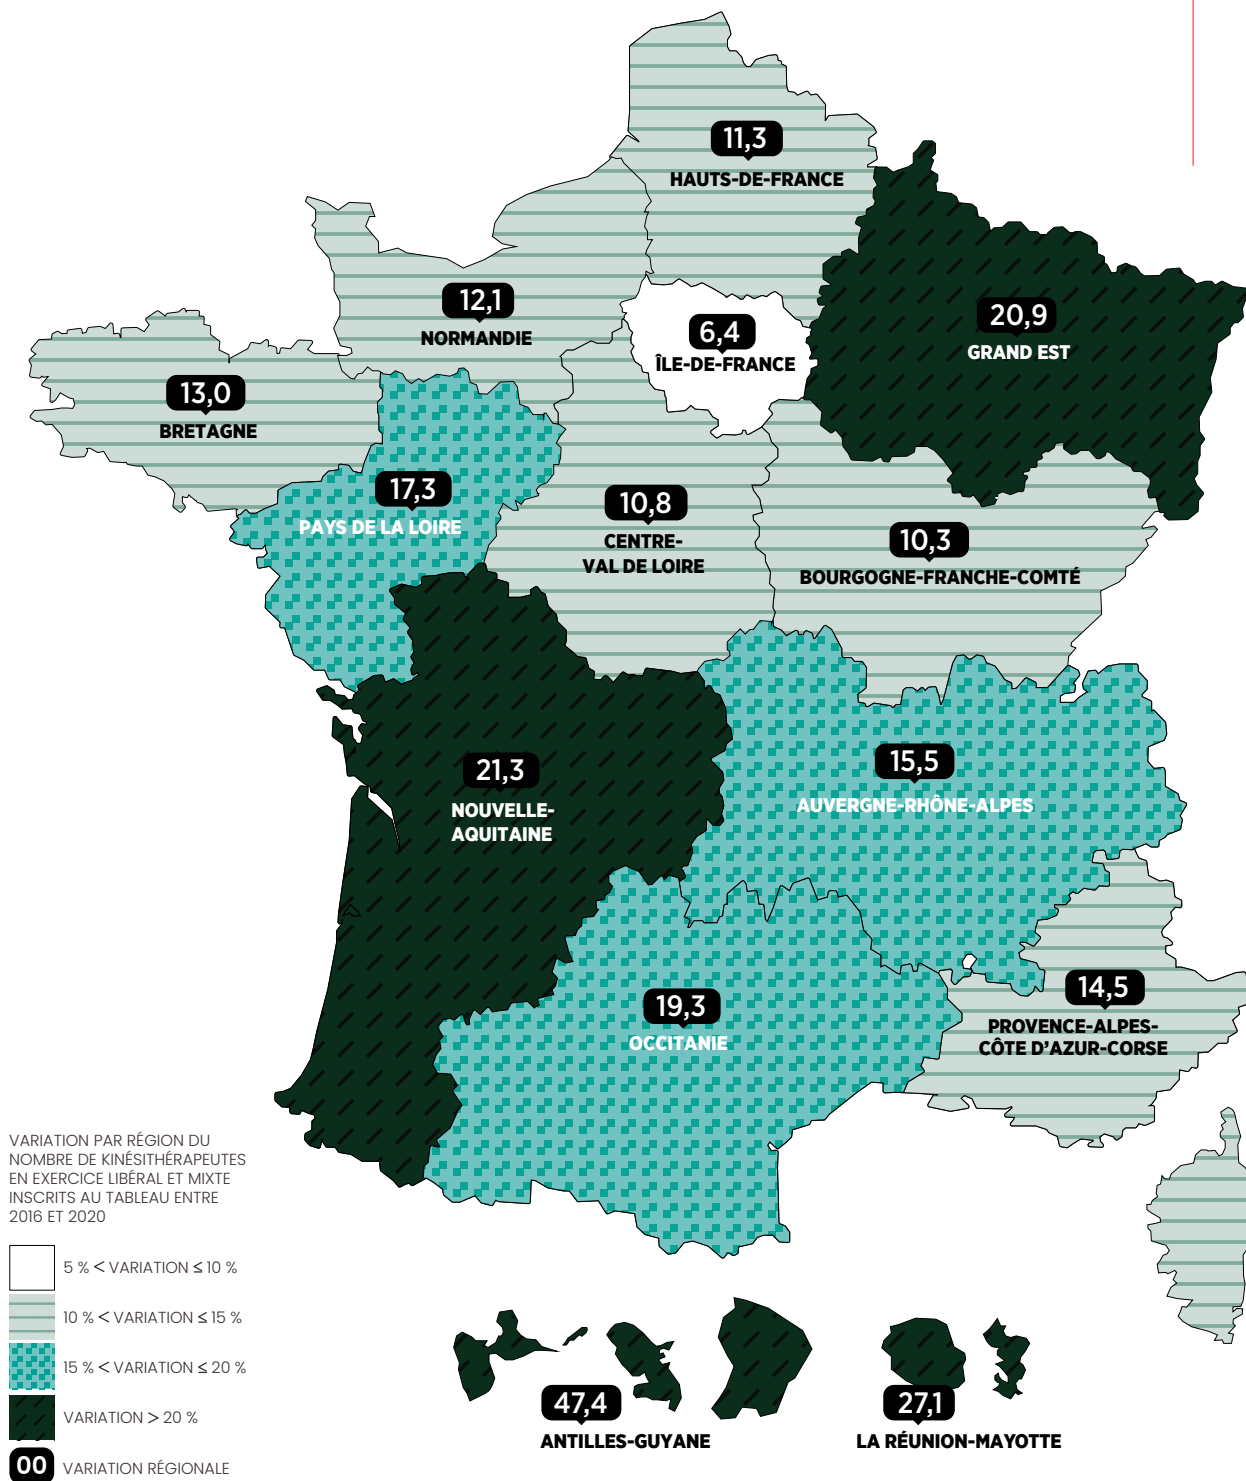 11,3
HAUTS-DE-FRANCE
12,1
NORMANDIE
6,4
ÎLE-DE-FRANCE
20,9
GRAND EST
13,0
BRETAGNE
17,3
PAYS DE LA LOIRE
10,8
CENTRE-
VAL DE LOIRE
10,3
BOURGOGNE-FRANCHE-COMTÉ
21,3
NOUVELLE-
AQUITAINE
15,5
AUVERGNE-RHÔNE-ALPES
19,3
OCCITANIE
14,5
PROVENCE-ALPES-
CÔTE D’AZUR-CORSE
VARIATION PAR RÉGION DU
NOMBRE DE KINÉSITHÉRAPEUTES
EN EXERCICE LIBÉRAL ET MIXTE
INSCRITS AU TABLEAU ENTRE
2016 ET 2020
5 % < VARIATION ≤ 10 %
10 % < VARIATION ≤ 15 %
15 % < VARIATION ≤ 20 %
VARIATION > 20 %
00 VARIATION RÉGIONALE
47,4
ANTILLES-GUYANE
27,1
LA RÉUNION-MAYOTTE